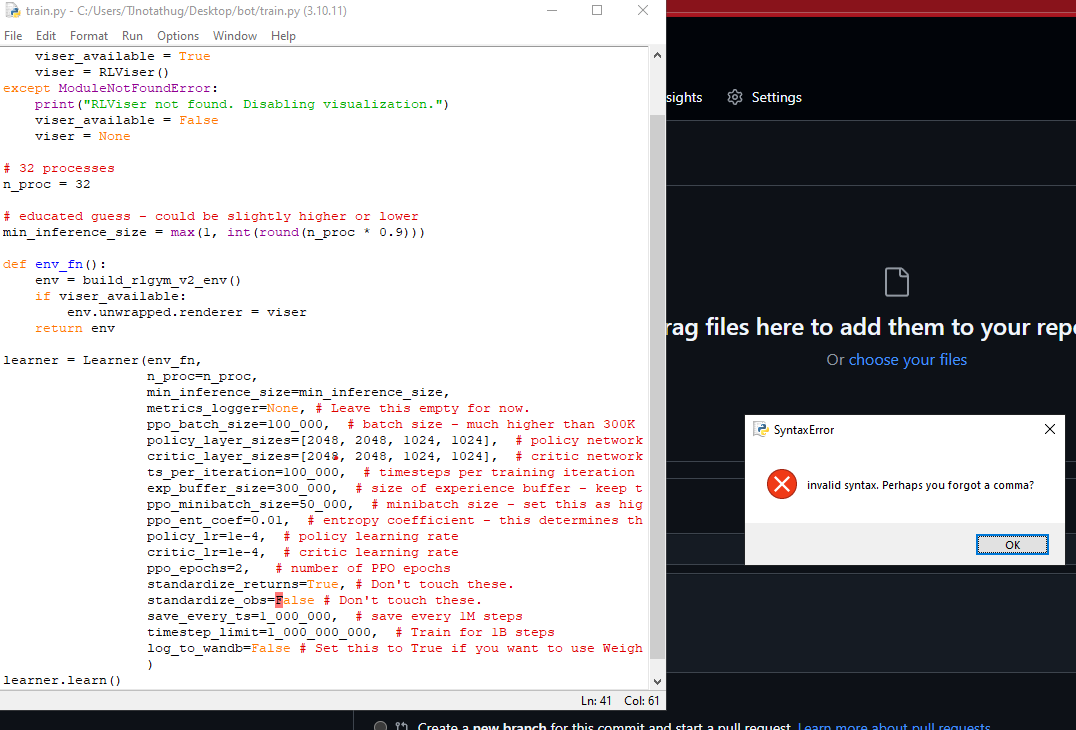 train.py - C:/Users/TJnotathug/Desktop/bot/train.py (3.10.11)
File Edit Format Run Options Window Help
    viser_available = True
    viser = RLViser()
except ModuleNotFoundError:
    print("RLViser not found. Disabling visualization.")
    viser_available = False
    viser = None
# 32 processes
n_proc = 32
# educated guess - could be slightly higher or lower
min_inference_size = max(1, int(round(n_proc * 0.9)))
def env_fn():
    env = build_rlgym_v2_env()
    if viser_available:
        env.unwrapped.renderer = viser
    return env
learner = Learner(env_fn,
                  n_proc=n_proc,
                  min_inference_size=min_inference_size,
                  metrics_logger=None, # Leave this empty for now.
                  ppo_batch_size=100_000,  # batch size - much higher than 300K
                  policy_layer_sizes=[2048, 2048, 1024, 1024],  # policy network
                  critic_layer_sizes=[2048, 2048, 1024, 1024],  # critic network
                  ts_per_iteration=100_000,  # timesteps per training iteration
                  exp_buffer_size=300_000,  # size of experience buffer - keep t
                  ppo_minibatch_size=50_000,  # minibatch size - set this as hig
                  ppo_ent_coef=0.01,  # entropy coefficient - this determines th
                  policy_lr=1e-4,  # policy learning rate
                  critic_lr=1e-4,  # critic learning rate
                  ppo_epochs=2,   # number of PPO epochs
                  standardize_returns=True, # Don't touch these.
                  standardize_obs=False # Don't touch these.
                  save_every_ts=1_000_000,  # save every 1M steps
                  timestep_limit=1_000_000_000,  # Train for 1B steps
                  log_to_wandb=False # Set this to True if you want to use Weigh
                  )
learner.learn()
Ln: 41 Col: 61
sights Settings
rag files here to add them to your repo
Or choose your files
SyntaxError
invalid syntax. Perhaps you forgot a comma?
OK
Create a new branch for this commit and start a pull request. Learn more about pull requests.